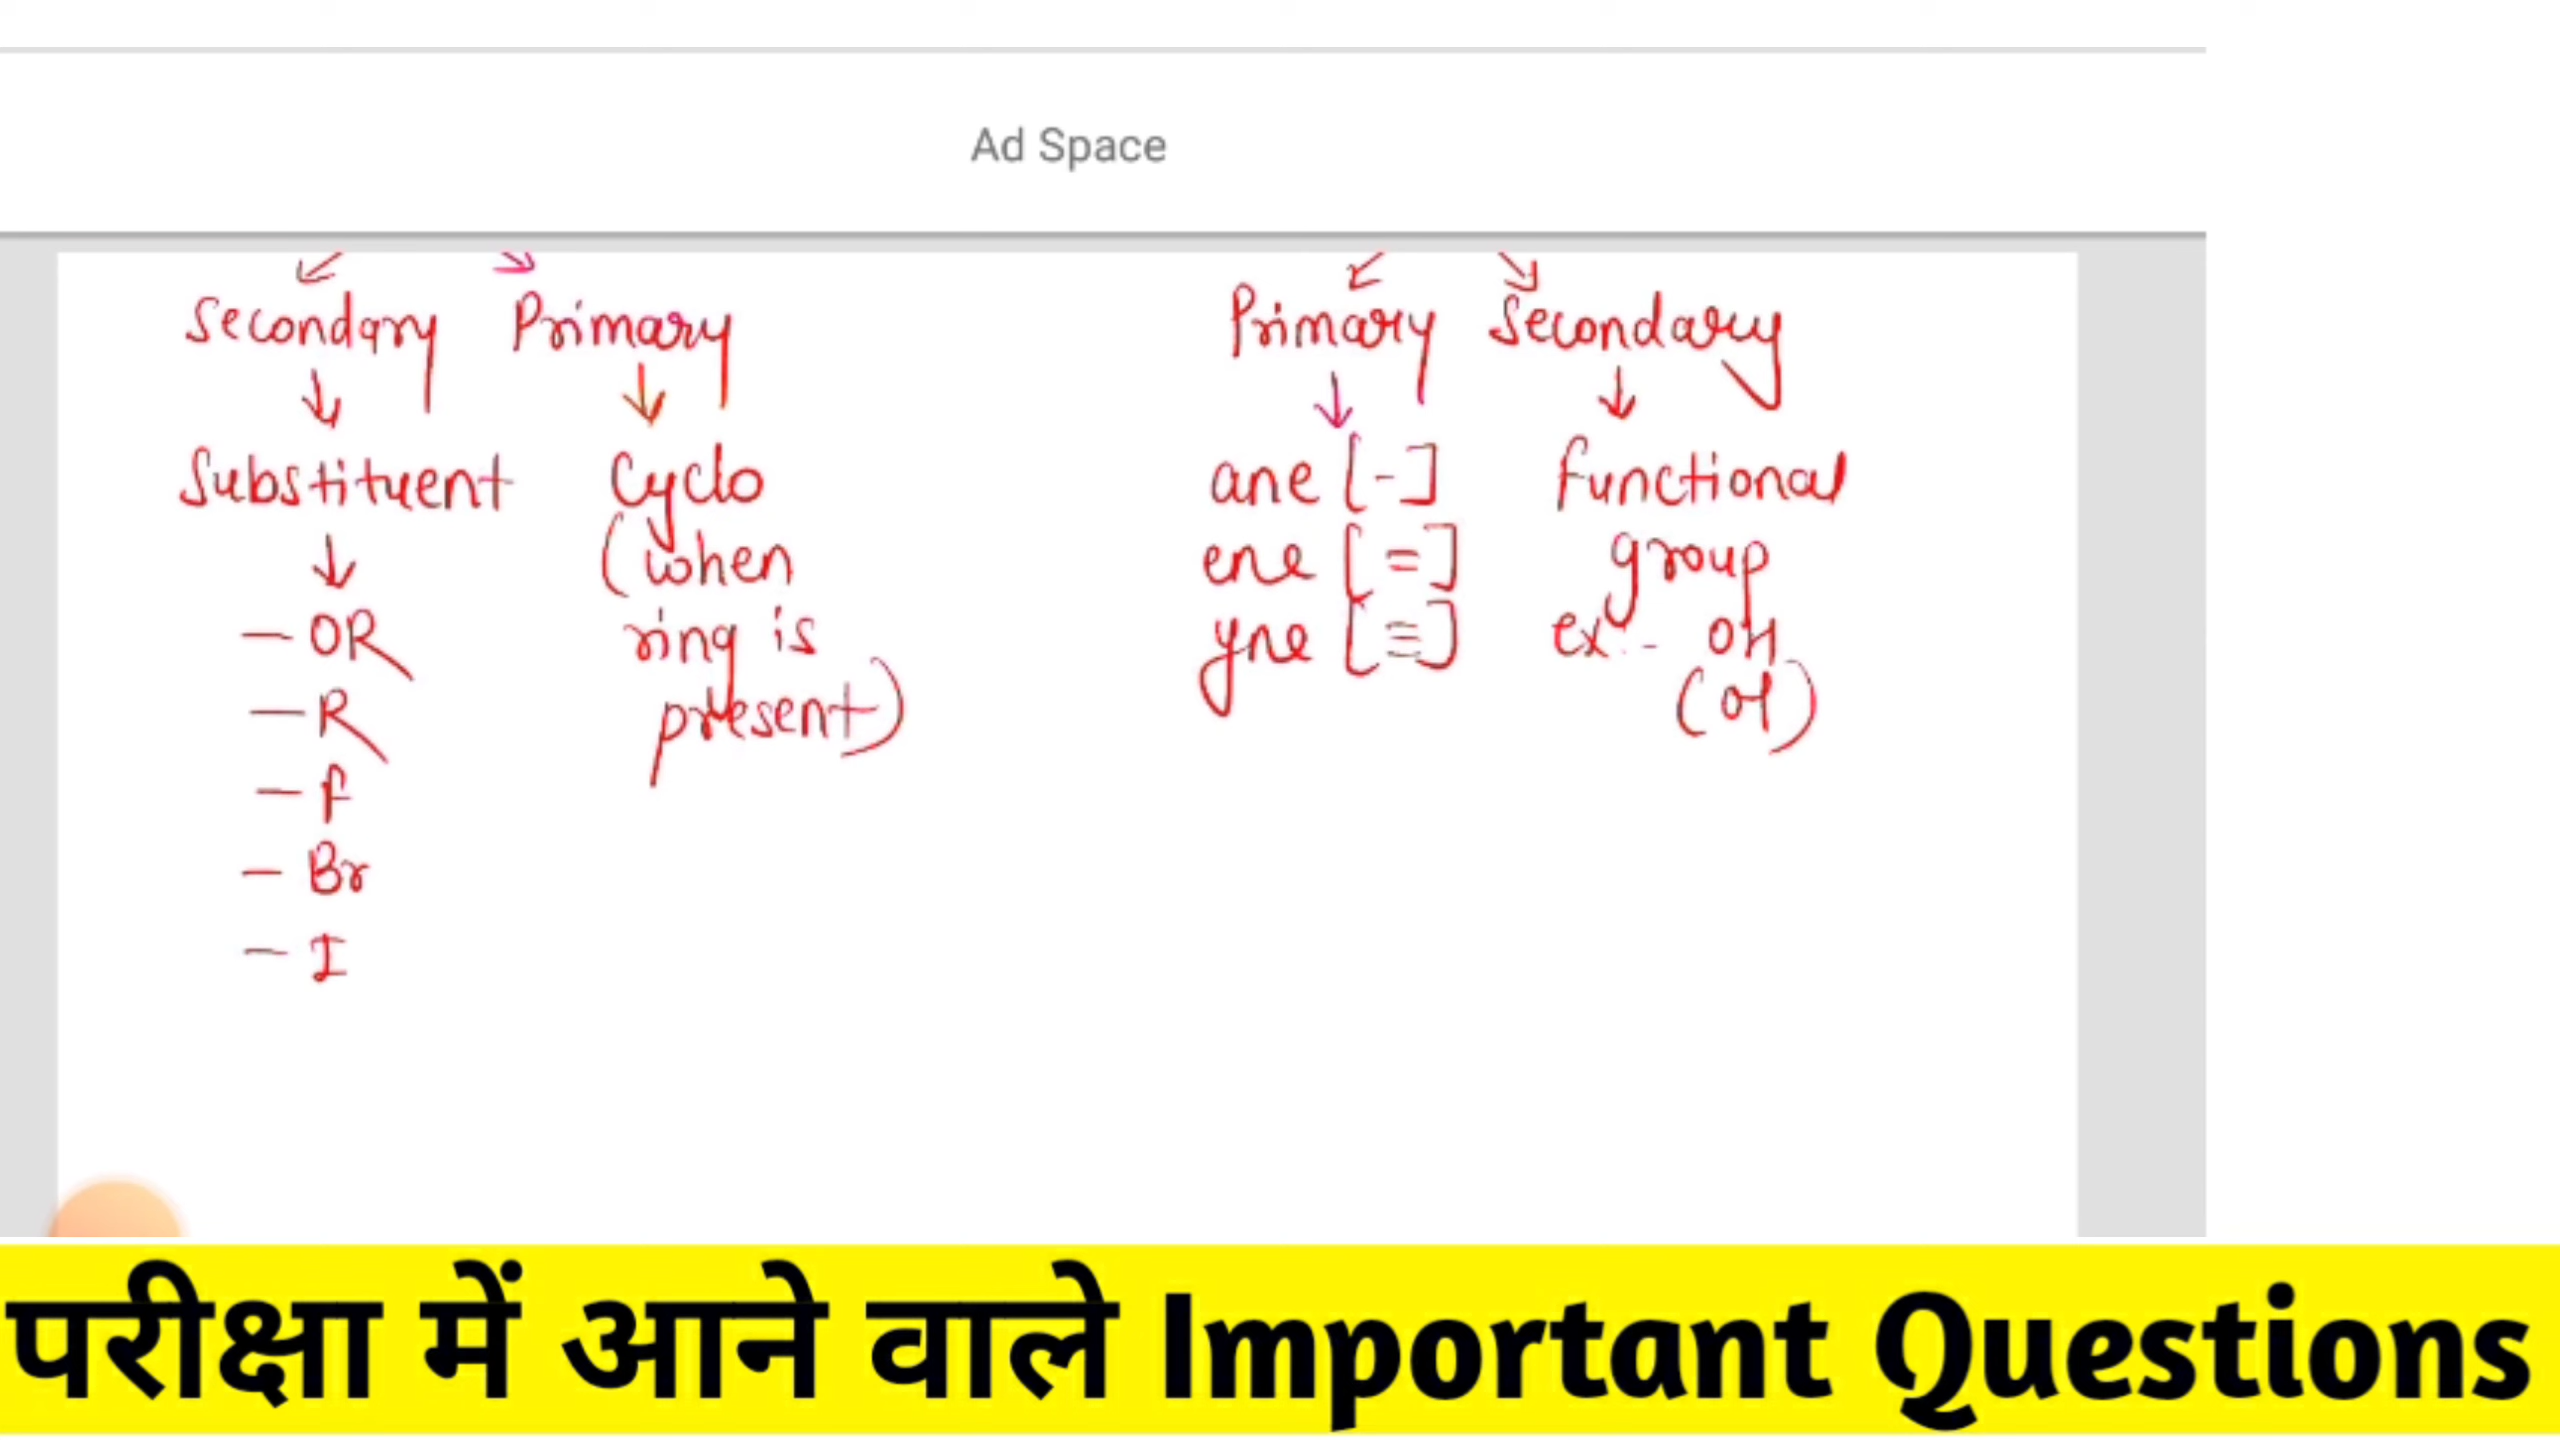 Ad Space
Secondary Primary
Primary Secondary
Substituent
Cyclo
(when
ring is
present)
- OR
- R
- F
- Br
- I
ane [-]
ene [=]
yne [≡]
functional
group
ex:- OH
(ol)
परीक्षा में आने वाले Important Questions